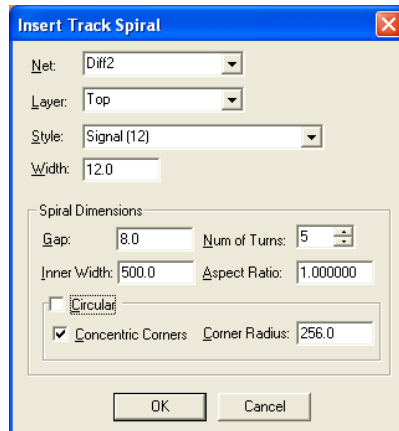 Insert Track Spiral
Net: Diff2
Layer: Top
Style: Signal (12)
Width: 12.0
Spiral Dimensions
Gap: 8.0 Num of Turns: 5
Inner Width: 500.0 Aspect Ratio: 1.000000
Circular
Concentric Corners Corner Radius: 256.0
OK Cancel